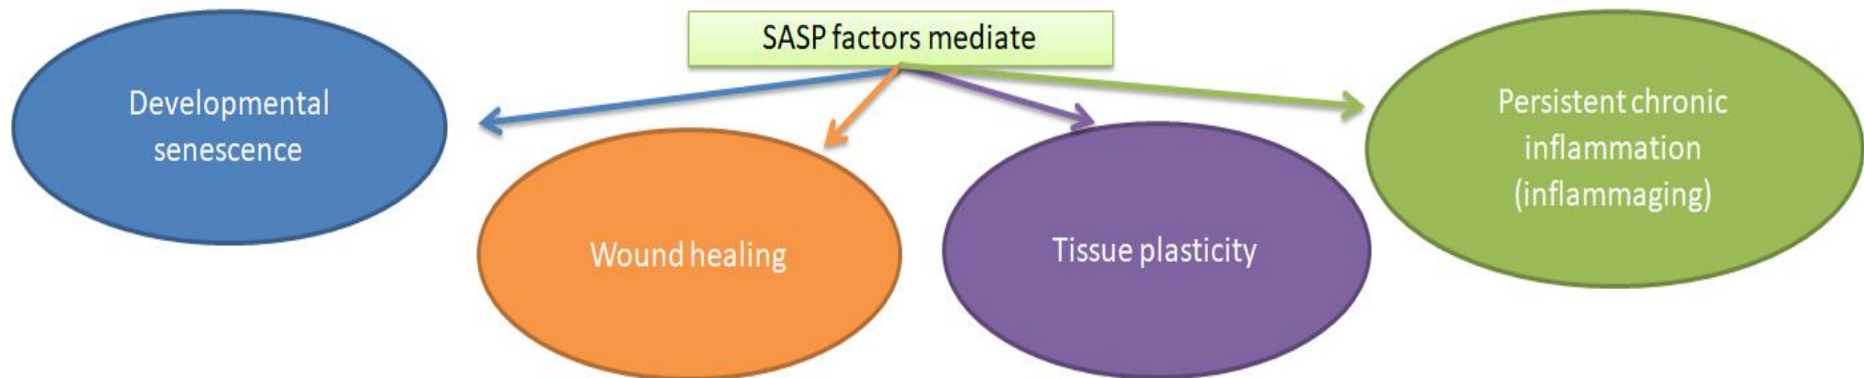 SASP factors mediate
Developmental
senescence
Wound healing
Tissue plasticity
Persistent chronic
inflammation
(inflammaging)